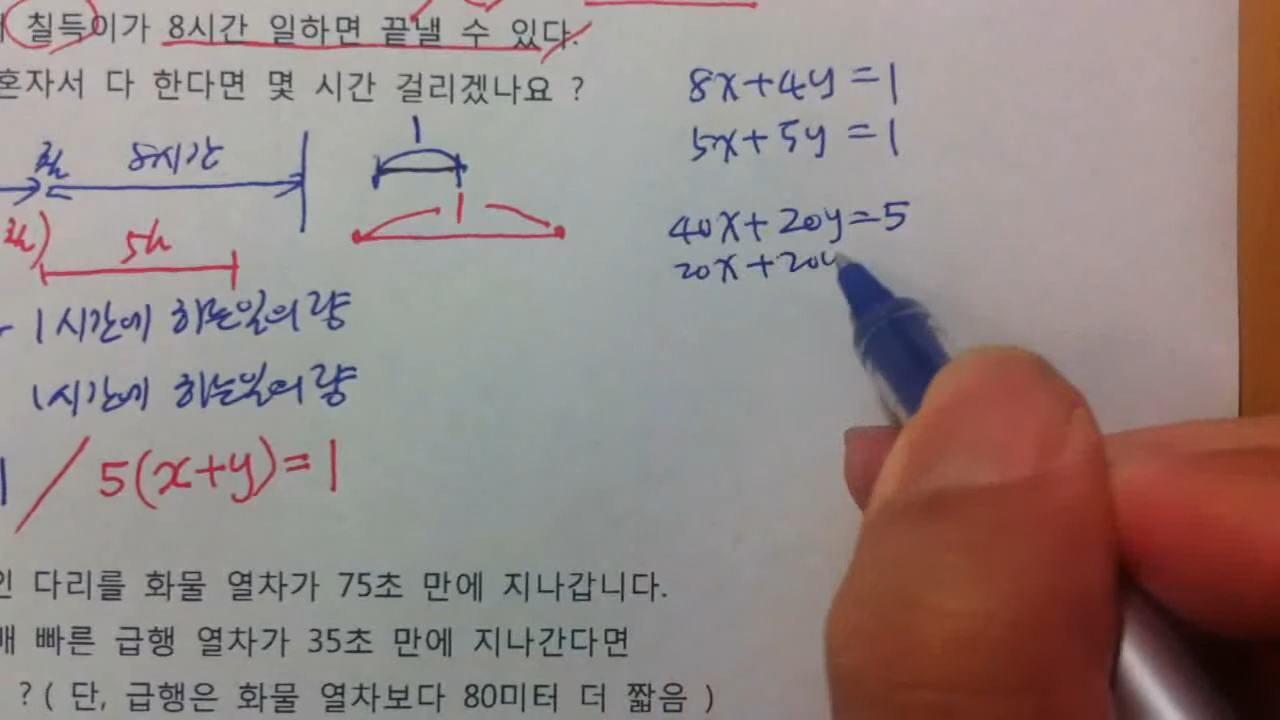 칠득이가 8시간 일하면 끝낼 수 있다.
혼자서 다 한다면 몇 시간 걸리겠나요 ?
8시간
1
5h
1
1시간에 하는일의 량
1시간에 하는일의 량
1 / 5(x+y)=1
8x+4y=1
5x+5y=1
40x+20y=5
20x+20y
인 다리를 화물 열차가 75초 만에 지나갑니다.
배 빠른 급행 열차가 35초 만에 지나간다면
? ( 단, 급행은 화물 열차보다 80미터 더 짧음 )